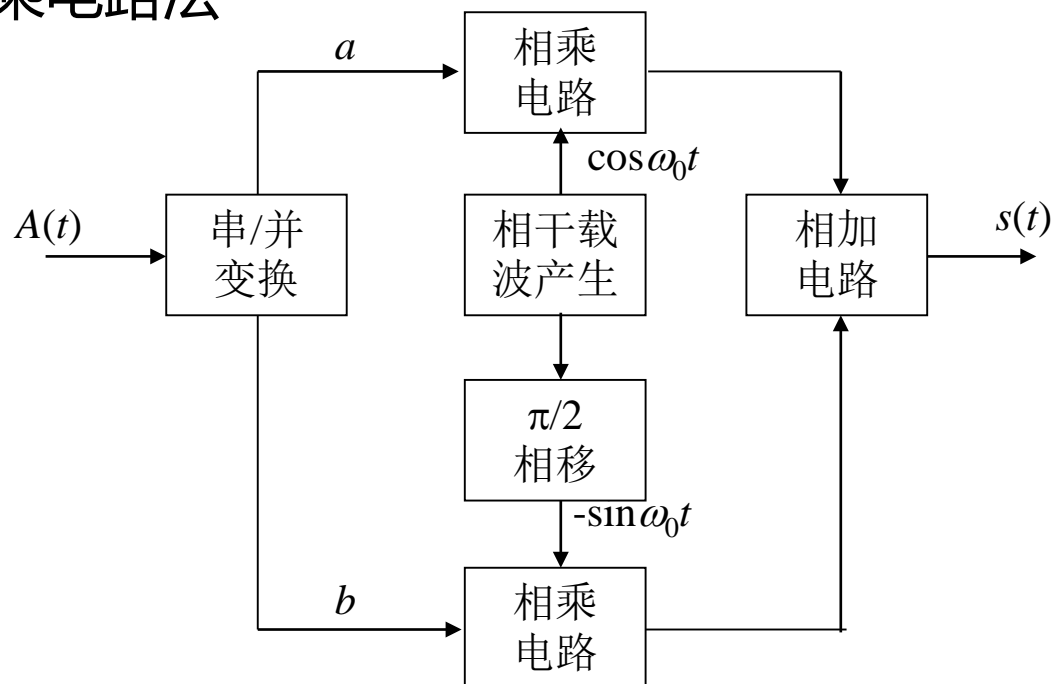 乘电路法
a
相乘
电路
cosω₀t
A(t)
串/并
变换
相干载
波产生
相加
电路
s(t)
π/2
相移
-sinω₀t
b
相乘
电路